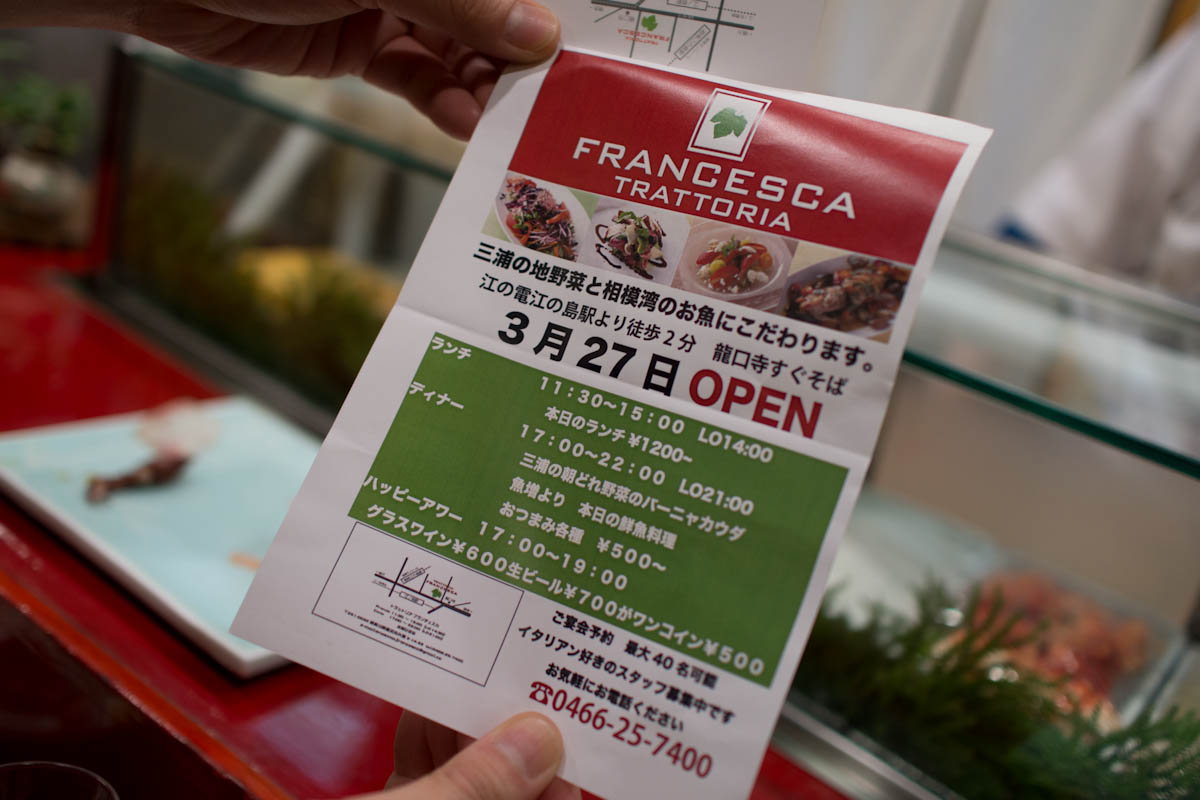 FRANCESCA
FRANCESCA
TRATTORIA
三浦の地野菜と相模湾のお魚にこだわります。
江の電江の島駅より徒歩2分 龍口寺すぐそば
3月27日 OPEN
ランチ 11:30~15:00 LO14:00
本日のランチ¥1200~
ディナー 17:00~22:00 LO21:00
三浦の朝どれ野菜のバーニャカウダ
魚増より 本日の鮮魚料理
おつまみ各種 ¥500~
ハッピーアワー 17:00~19:00
グラスワイン¥600生ビール¥700がワンコイン¥500
ご宴会予約 最大40名可能
イタリアン好きのスタッフ募集中です
お気軽にお電話ください
☎0466-25-7400